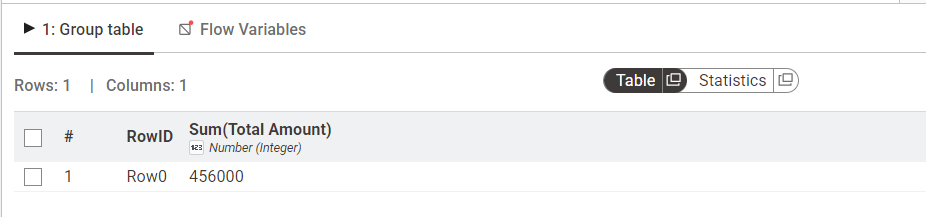 1: Group table Flow Variables
Rows: 1 | Columns: 1 Table Statistics
# RowID Sum(Total Amount)
123 Number (Integer)
1 Row0 456000